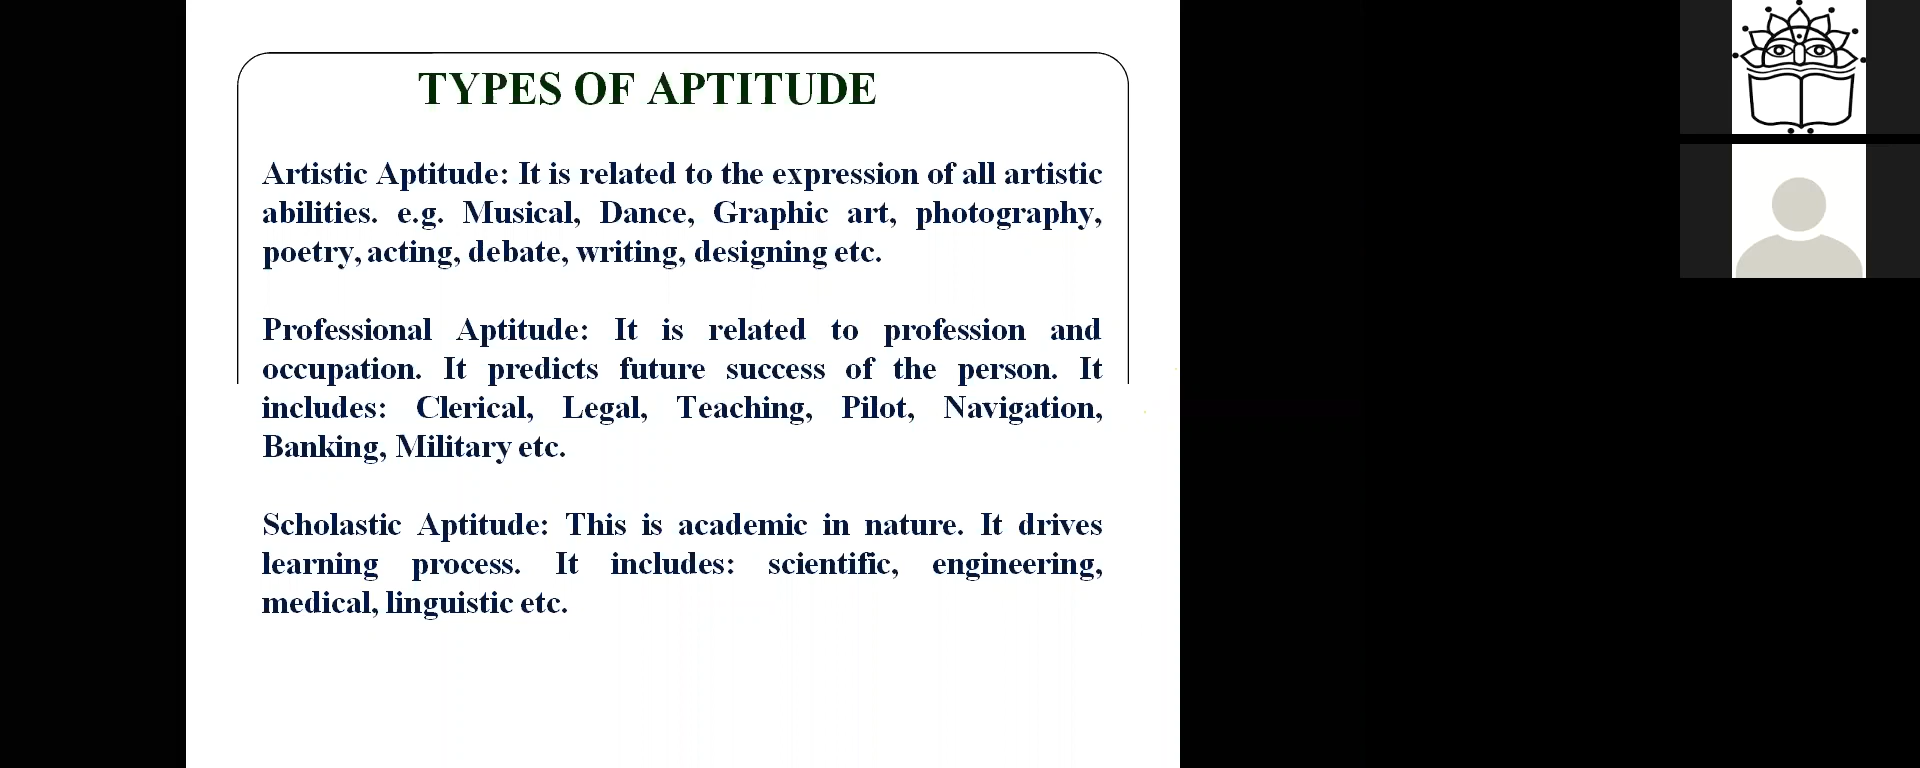 TYPES OF APTITUDE
Artistic Aptitude: It is related to the expression of all artistic
abilities. e.g. Musical, Dance, Graphic art, photography,
poetry, acting, debate, writing, designing etc.
Professional Aptitude: It is related to profession and
occupation. It predicts future success of the person. It
includes: Clerical, Legal, Teaching, Pilot, Navigation,
Banking, Military etc.
Scholastic Aptitude: This is academic in nature. It drives
learning process. It includes: scientific, engineering,
medical, linguistic etc.